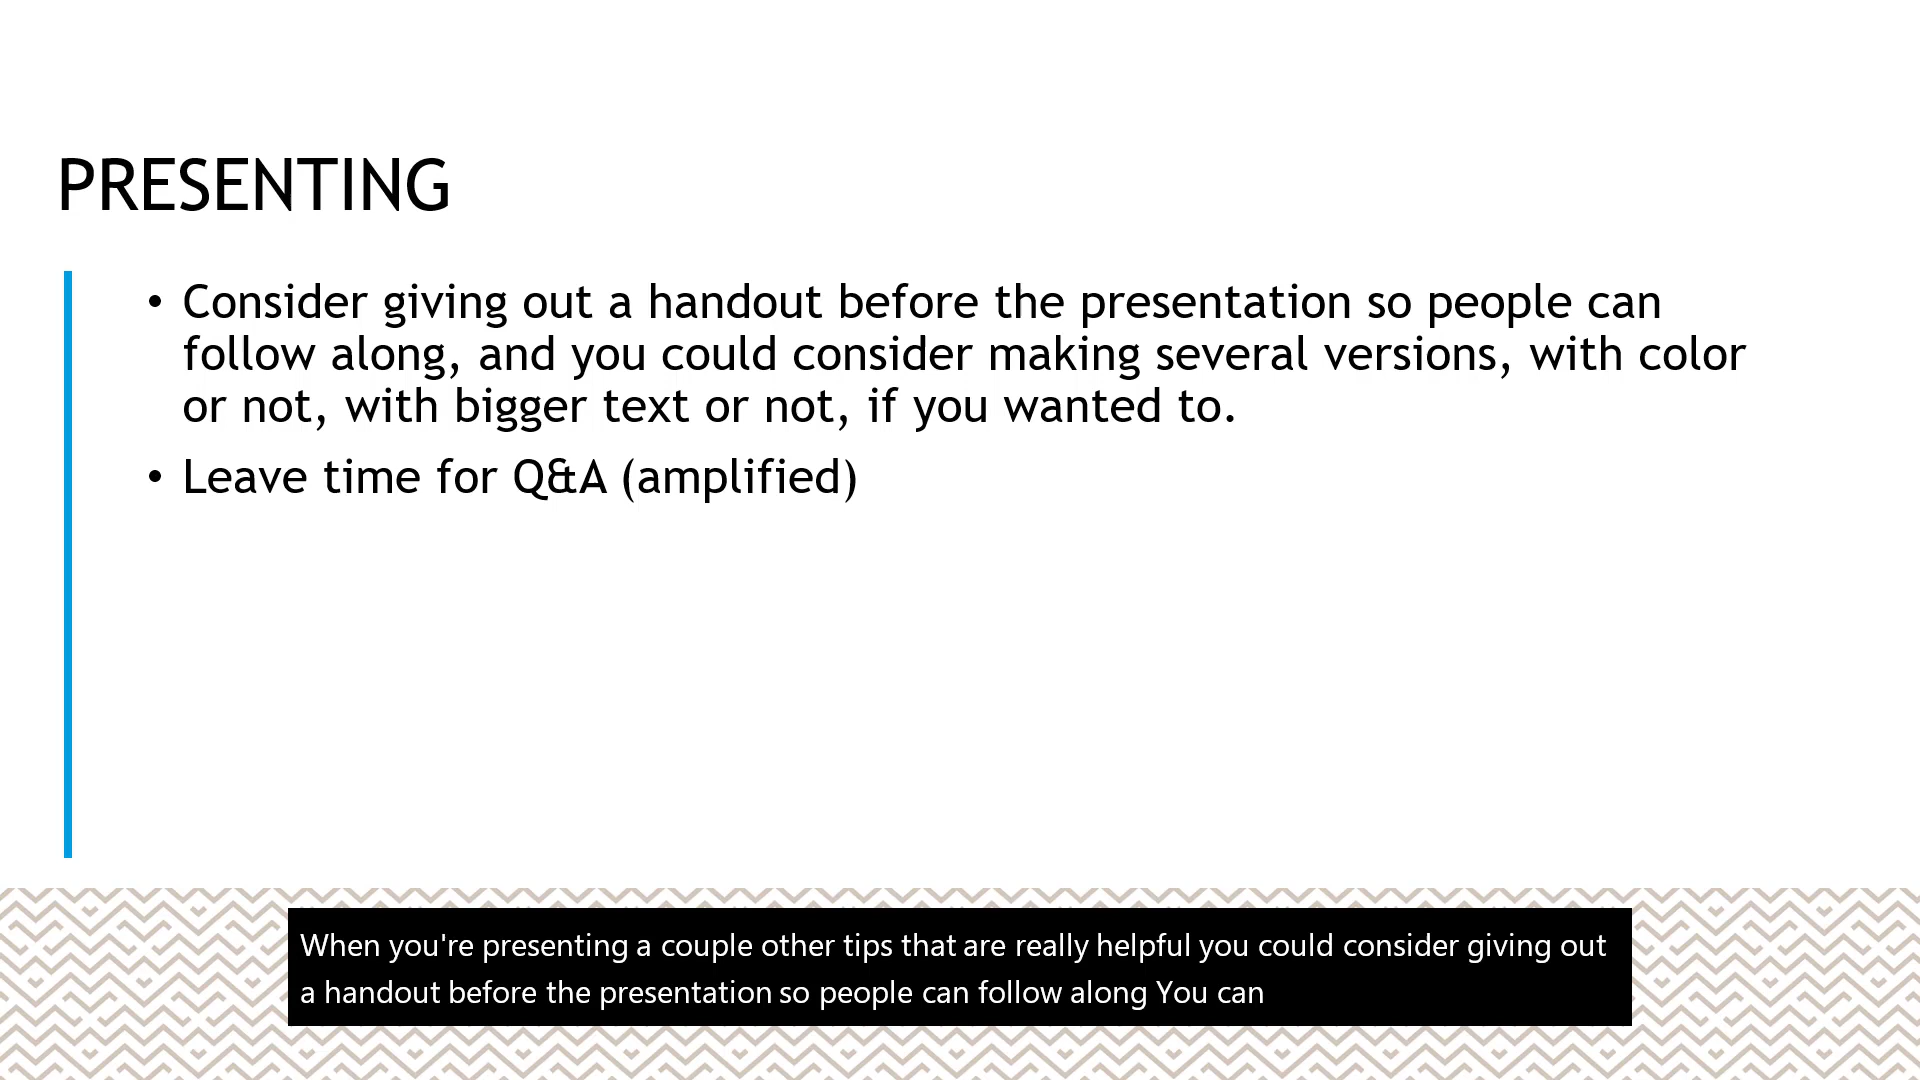 PRESENTING
• Consider giving out a handout before the presentation so people can
follow along, and you could consider making several versions, with color
or not, with bigger text or not, if you wanted to.
• Leave time for Q&A (amplified)
When you're presenting a couple other tips that are really helpful you could consider giving out
a handout before the presentation so people can follow along You can